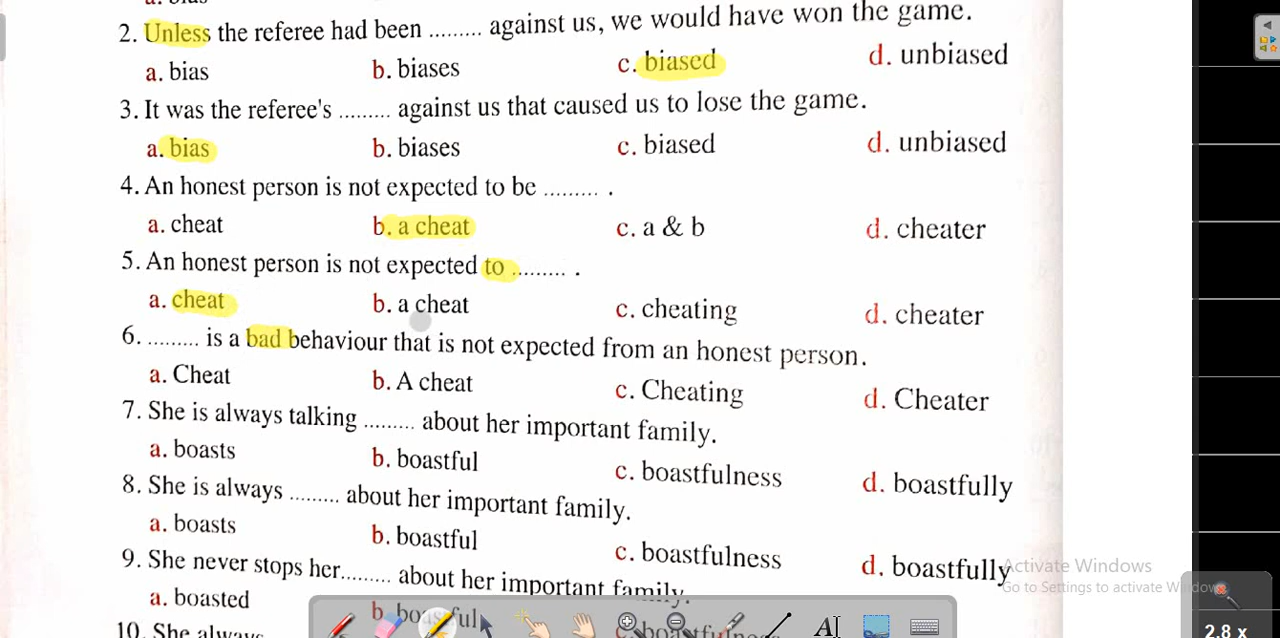 2. Unless the referee had been ......... against us, we would have won the game.
a. bias b. biases c. biased d. unbiased
3. It was the referee's ......... against us that caused us to lose the game.
a. bias b. biases c. biased d. unbiased
4. An honest person is not expected to be ......... .
a. cheat b. a cheat c. a & b d. cheater
5. An honest person is not expected to ......... .
a. cheat b. a cheat c. cheating d. cheater
6. ......... is a bad behaviour that is not expected from an honest person.
a. Cheat b. A cheat c. Cheating d. Cheater
7. She is always talking ......... about her important family.
a. boasts b. boastful c. boastfulness d. boastfully
8. She is always ......... about her important family.
a. boasts b. boastful c. boastfulness d. boastfully
Activate Windows
Go to Settings to activate Windows
9. She never stops her......... about her important family.
a. boasted b.
10. She always
2.8 x